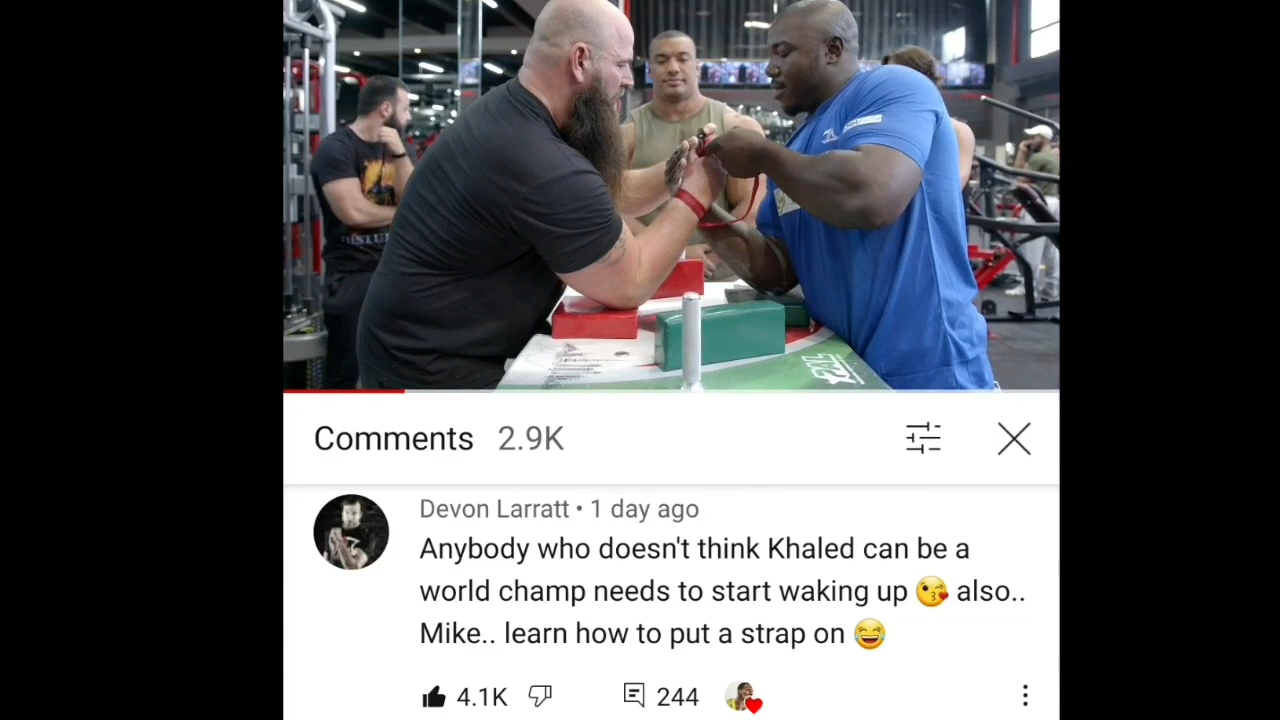 DISTU
Comments 2.9K
Devon Larratt • 1 day ago
Anybody who doesn't think Khaled can be a
world champ needs to start waking up 😘 also..
Mike.. learn how to put a strap on 😂
4.1K 244